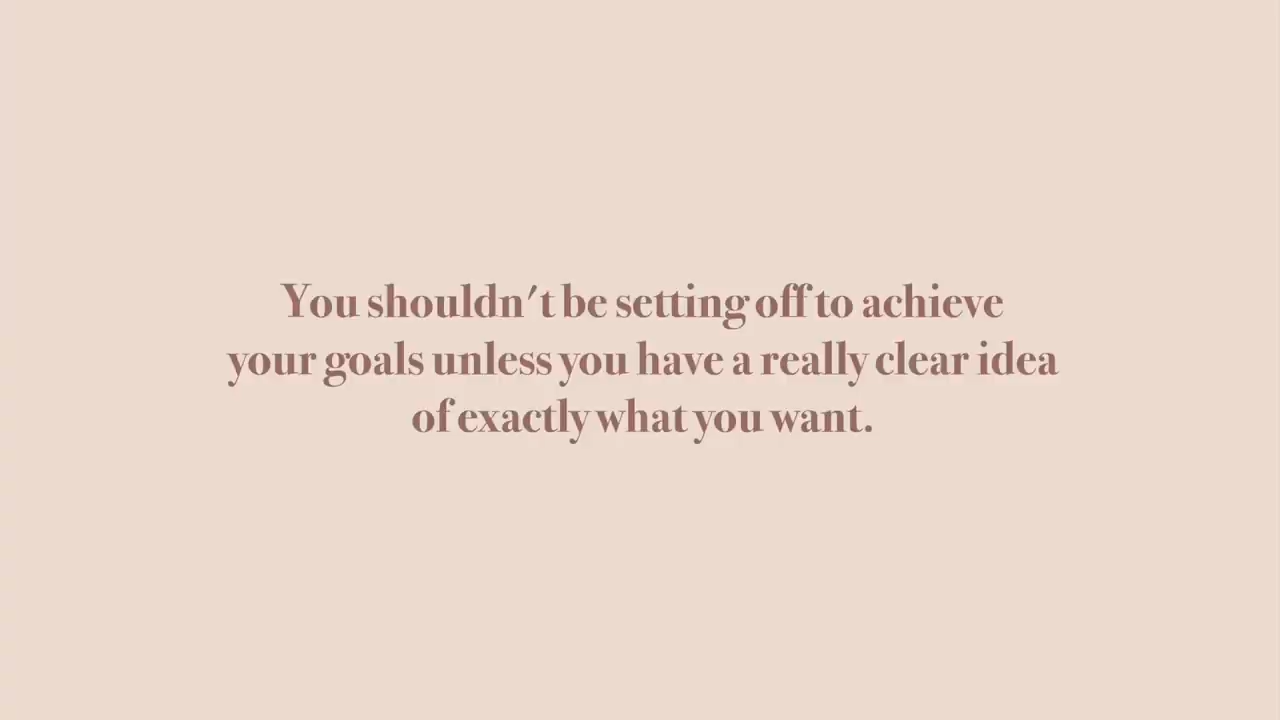 You shouldn't be setting off to achieve
your goals unless you have a really clear idea
of exactly what you want.